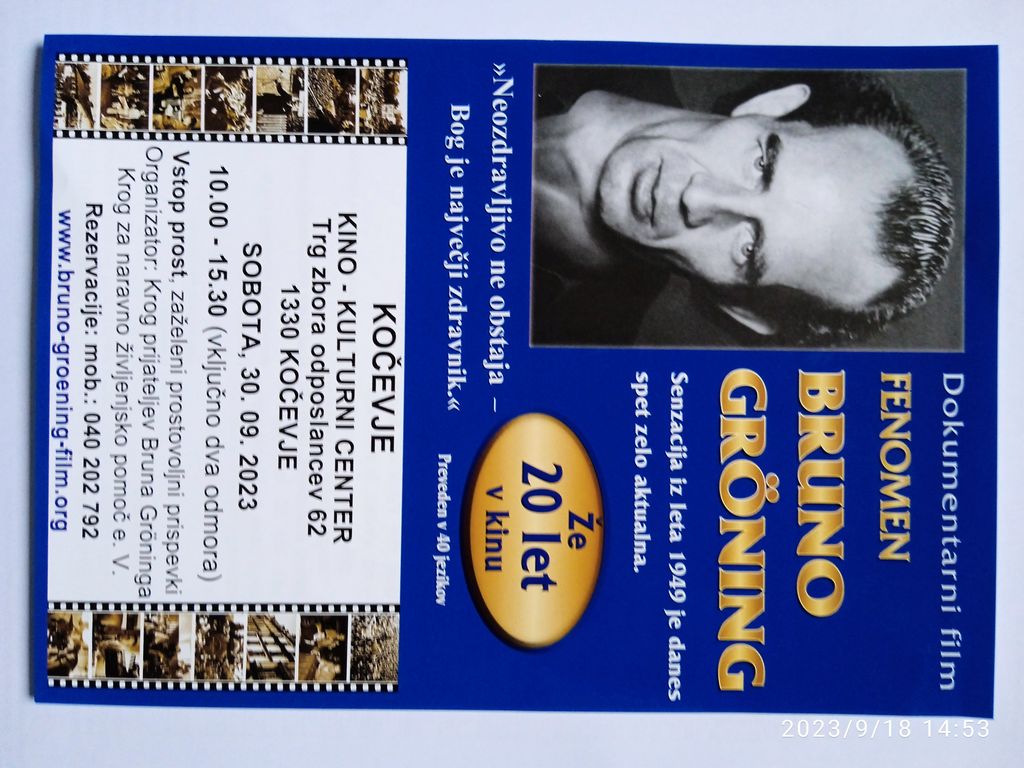 Dokumentarni film
FENOMEN
BRUNO
GRÖNING
Senzacija iz leta 1949 je danes
spet zelo aktualna.
Že
20 let
v kinu
»Neozdravljivo ne obstaja –
Bog je največji zdravnik.«
Preveden v 40 jezikov
KOČEVJE
KINO - KULTURNI CENTER
Trg zbora odposlancev 62
1330 KOČEVJE
SOBOTA, 30. 09. 2023
10.00 - 15.30 (vključno dva odmora)
Vstop prost, zaželeni prostovoljni prispevki
Organizator: Krog prijateljev Bruna Gröninga
Krog za naravno življenjsko pomoč e. V.
Rezervacije: mob.: 040 202 792
www.bruno-groening-film.org
2023/9/18 14:53